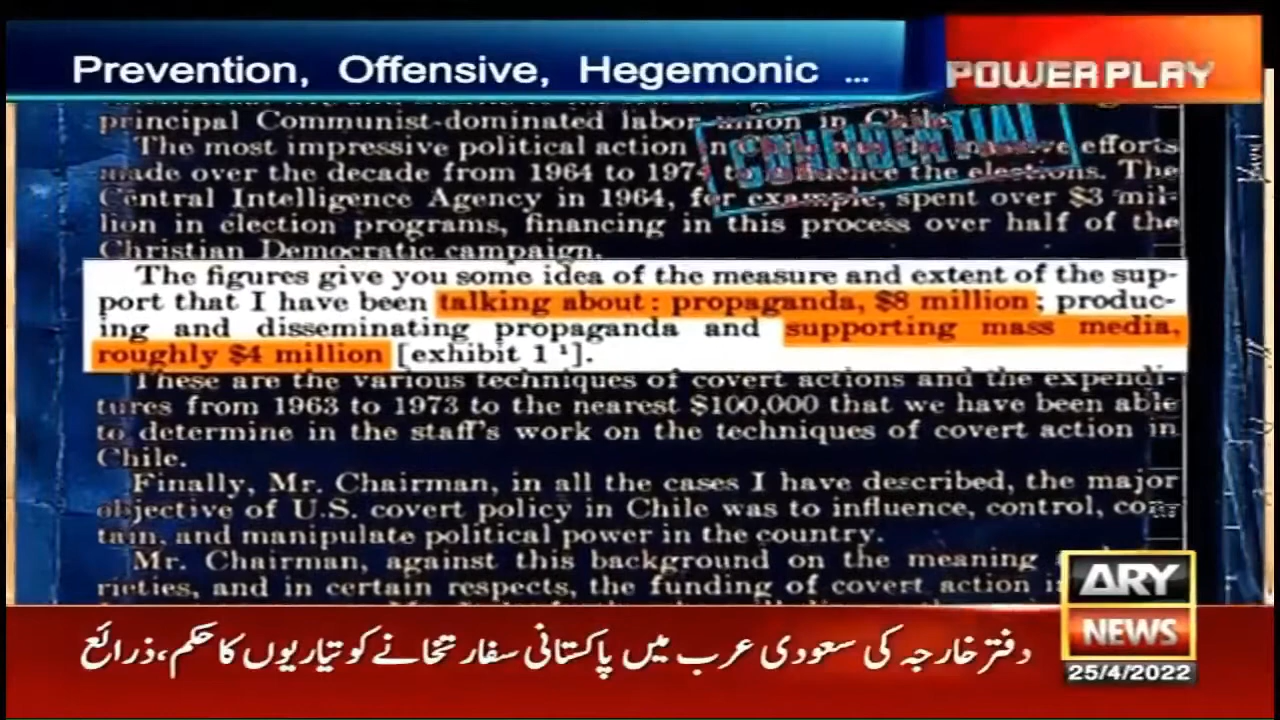 Prevention, Offensive, Hegemonic ...
POWERPLAY
principal Communist-dominated labor union in Chile.
CONFIDENTIAL
The most impressive political action in efforts
made over the decade from 1964 to 1974 to influence the elections. The
Central Intelligence Agency in 1964, for example, spent over $3 mil-
lion in election programs, financing in this process over half of the
Christian Democratic campaign.
The figures give you some idea of the measure and extent of the sup-
port that I have been talking about: propaganda, $8 million; produc-
ing and disseminating propaganda and supporting mass media,
roughly $4 million [exhibit 1 ¹].
These are the various techniques of covert actions and the expendi-
tures from 1963 to 1973 to the nearest $100,000 that we have been able
to determine in the staff's work on the techniques of covert action in
Chile.
Finally, Mr. Chairman, in all the cases I have described, the major
objective of U.S. covert policy in Chile was to influence, control, con-
tain, and manipulate political power in the country.
Mr. Chairman, against this background on the meaning
rieties, and in certain respects, the funding of covert action
ARY
NEWS
25/4/2022
دفتر خارجہ کی سعودی عرب میں پاکستانی سفارتخانے کو تیاریوں کا حکم، ذرائع